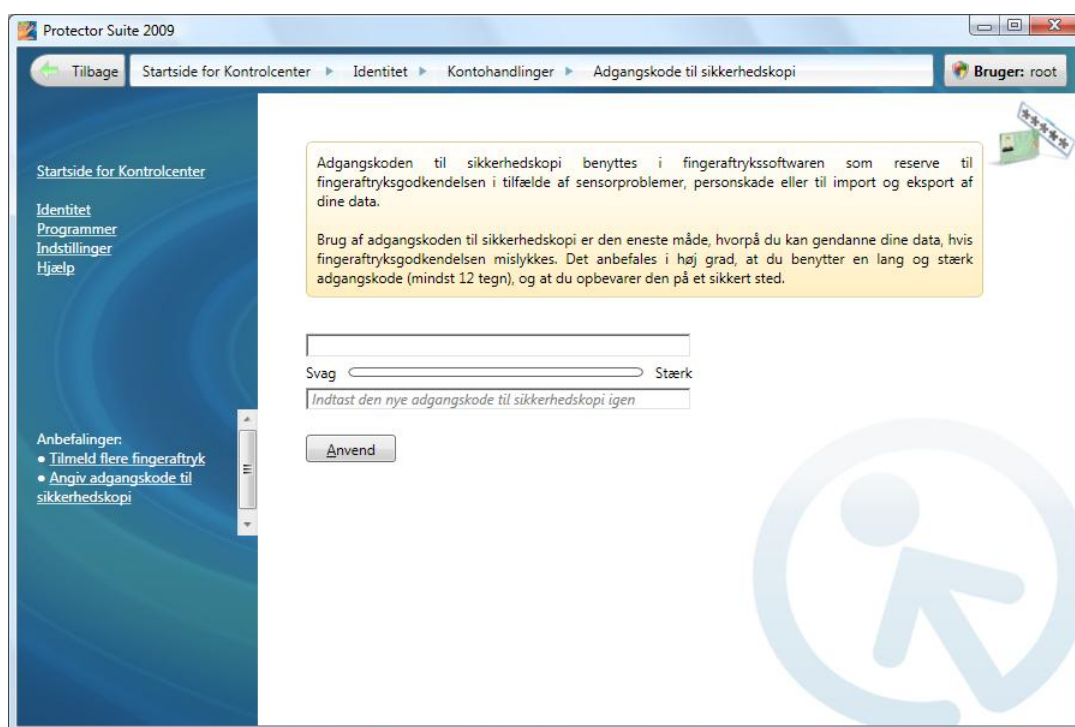 Protector Suite 2009
Tilbage
Startside for Kontrolcenter
Identitet
Kontohandlinger
Adgangskode til sikkerhedskopi
Bruger: root
*****
Startside for Kontrolcenter
Identitet
Programmer
Indstillinger
Hjælp
Anbefalinger:
● Tilmeld flere fingeraftryk
● Angiv adgangskode til
sikkerhedskopi
Adgangskoden til sikkerhedskopi benyttes i fingeraftrykssoftwaren som reserve til
fingeraftryksgodkendelsen i tilfælde af sensorproblemer, personskade eller til import og eksport af
dine data.
Brug af adgangskoden til sikkerhedskopi er den eneste måde, hvorpå du kan gendanne dine data, hvis
fingeraftryksgodkendelsen mislykkes. Det anbefales i høj grad, at du benytter en lang og stærk
adgangskode (mindst 12 tegn), og at du opbevarer den på et sikkert sted.
Svag
Stærk
Indtast den nye adgangskode til sikkerhedskopi igen
Anvend